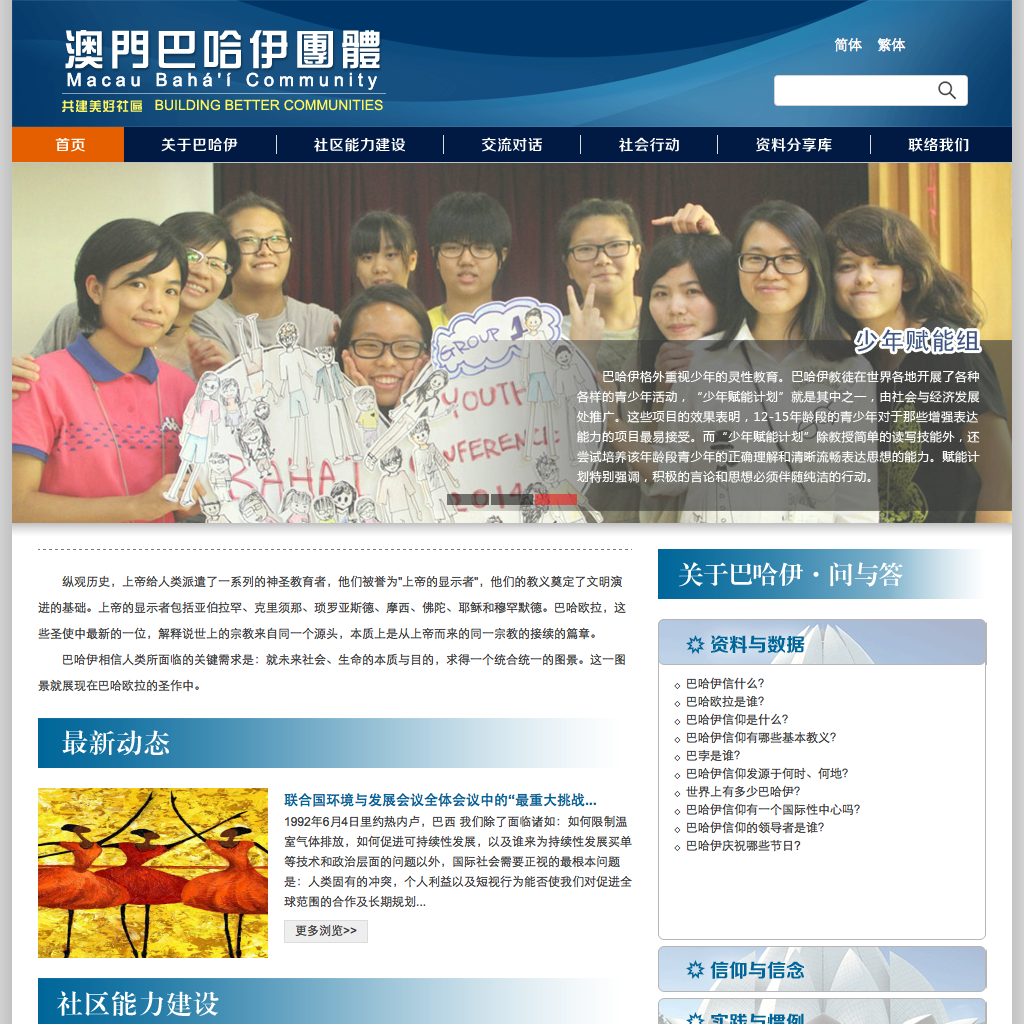 澳門巴哈伊團體
Macau Bahá'í Community
共建美好社區 BUILDING BETTER COMMUNITIES
简体 繁体
首页 关于巴哈伊 社区能力建设 交流对话 社会行动 资料分享库 联络我们
GROUP 1
YOUTH
CONFERENCE:
BAHA'I
2014
少年赋能组
巴哈伊格外重视少年的灵性教育。巴哈伊教徒在世界各地开展了各种
各样的青少年活动，“少年赋能计划”就是其中之一，由社会与经济发展
处推广。这些项目的效果表明，12-15年龄段的青少年对于那些增强表达
能力的项目最易接受。而“少年赋能计划”除教授简单的读写技能外，还
尝试培养该年龄段青少年的正确理解和清晰流畅表达思想的能力。赋能计
划特别强调，积极的言论和思想必须伴随纯洁的行动。
纵观历史，上帝给人类派遣了一系列的神圣教育者，他们被誉为"上帝的显示者"，他们的教义奠定了文明演
进的基础。上帝的显示者包括亚伯拉罕、克里须那、琐罗亚斯德、摩西、佛陀、耶稣和穆罕默德。巴哈欧拉，这
些圣使中最新的一位，解释说世上的宗教来自同一个源头，本质上是从上帝而来的同一宗教的接续的篇章。
巴哈伊相信人类所面临的关键需求是：就未来社会、生命的本质与目的，求得一个统合统一的图景。这一图
景就展现在巴哈欧拉的圣作中。
最新动态
联合国环境与发展会议全体会议中的“最重大挑战...
1992年6月4日里约热内卢，巴西 我们除了面临诸如：如何限制温
室气体排放，如何促进可持续性发展，以及谁来为持续性发展买单
等技术和政治层面的问题以外，国际社会需要正视的最根本问题
是：人类固有的冲突，个人利益以及短视行为能否使我们对促进全
球范围的合作及长期规划...
更多浏览>>
社区能力建设
关于巴哈伊·问与答
资料与数据
巴哈伊信什么?
巴哈欧拉是谁?
巴哈伊信仰是什么?
巴哈伊信仰有哪些基本教义?
巴孛是谁?
巴哈伊信仰发源于何时、何地?
世界上有多少巴哈伊?
巴哈伊信仰有一个国际性中心吗?
巴哈伊信仰的领导者是谁?
巴哈伊庆祝哪些节日?
信仰与信念
实践与惯例